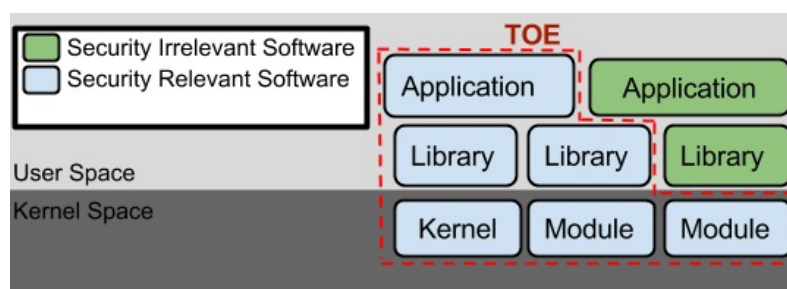 TOE
Security Irrelevant Software
Security Relevant Software
Application
Application
Library
Library
Library
User Space
Kernel Space
Kernel
Module
Module